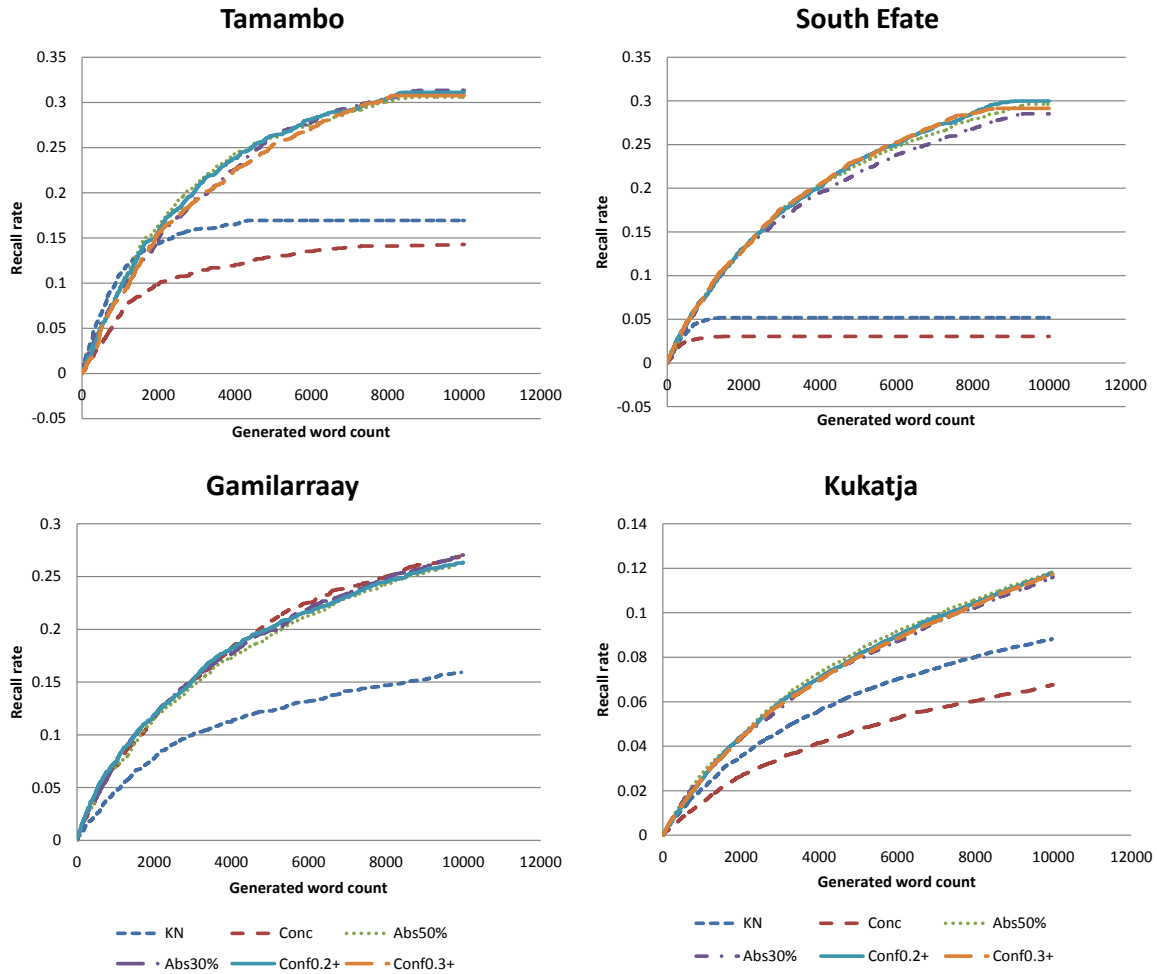 Tamambo
0.35
0.3
0.25
0.2
0.15
0.1
0.05
0
-0.05
Recall rate
0 2000 4000 6000 8000 10000 12000
Generated word count
South Efate
0.35
0.3
0.25
0.2
0.15
0.1
0.05
0
-0.05
Recall rate
0 2000 4000 6000 8000 10000 12000
Generated word count
Gamilarraay
0.3
0.25
0.2
0.15
0.1
0.05
0
Recall rate
0 2000 4000 6000 8000 10000 12000
Generated word count
KN Conc Abs50%
Abs30% Conf0.2+ Conf0.3+
Kukatja
0.14
0.12
0.1
0.08
0.06
0.04
0.02
0
Recall rate
0 2000 4000 6000 8000 10000 12000
Generated word count
KN Conc Abs50%
Abs30% Conf0.2+ Conf0.3+